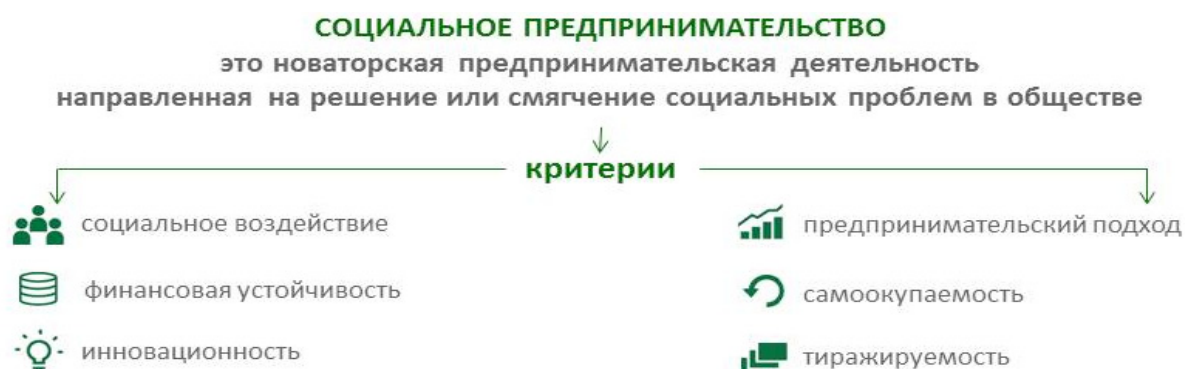 СОЦИАЛЬНОЕ ПРЕДПРИНИМАТЕЛЬСТВО
это новаторская предпринимательская деятельность
направленная на решение или смягчение социальных проблем в обществе
критерии
социальное воздействие
финансовая устойчивость
инновационность
предпринимательский подход
самоокупаемость
тиражируемость